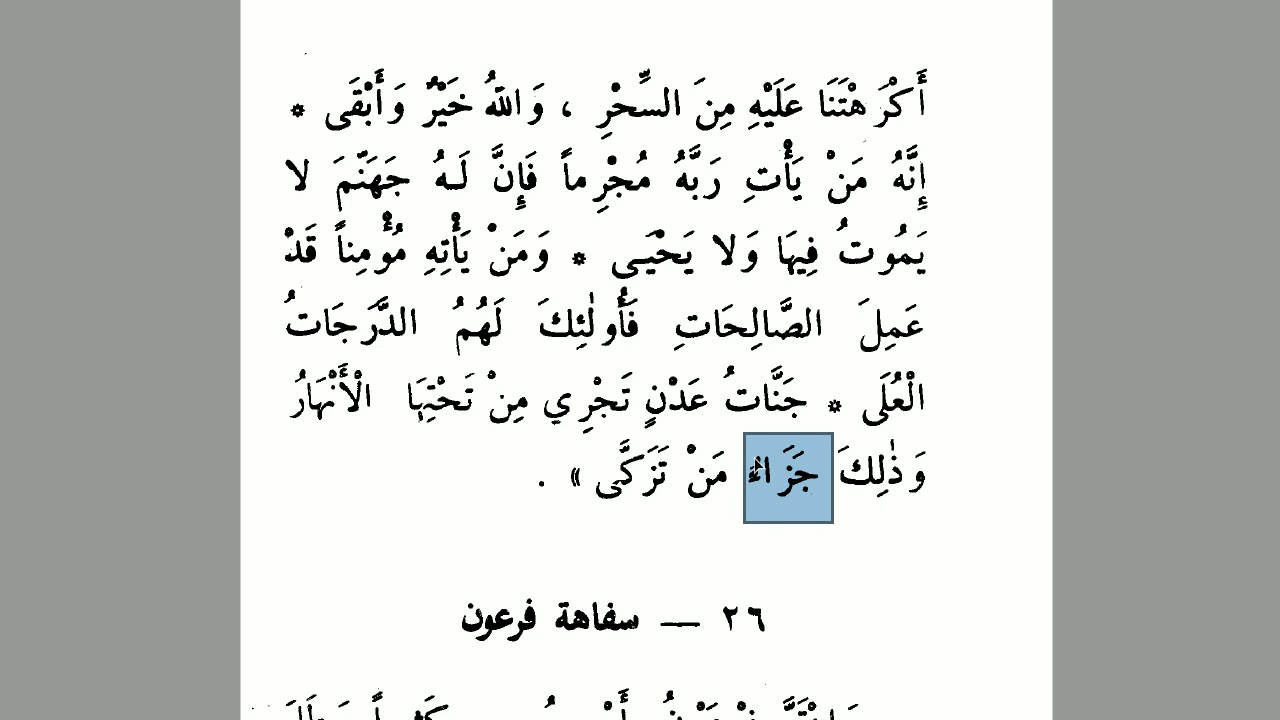 أَكْرَهْتَنَا عَلَيْهِ مِنَ السِّحْرِ ، وَاللهُ خَيْرٌ وَأَبْقَى *
إِنَّهُ مَنْ يَأْتِ رَبَّهُ مُجْرِماً فَإِنَّ لَهُ جَهَنَّمَ لا
يَمُوتُ فِيهَا وَلا يَحْيَى * وَمَنْ يَأْتِهِ مُؤْمِناً قَدْ
عَمِلَ الصَّالِحَاتِ فَأُولٰئِكَ لَهُمُ الدَّرَجَاتُ
الْعُلَى * جَنَّاتُ عَدْنٍ تَجْرِي مِنْ تَحْتِهَا الْأَنْهَارُ
وَذٰلِكَ جَزَاءُ مَنْ تَزَكَّى » .
٢٦ — سفاهة فرعون